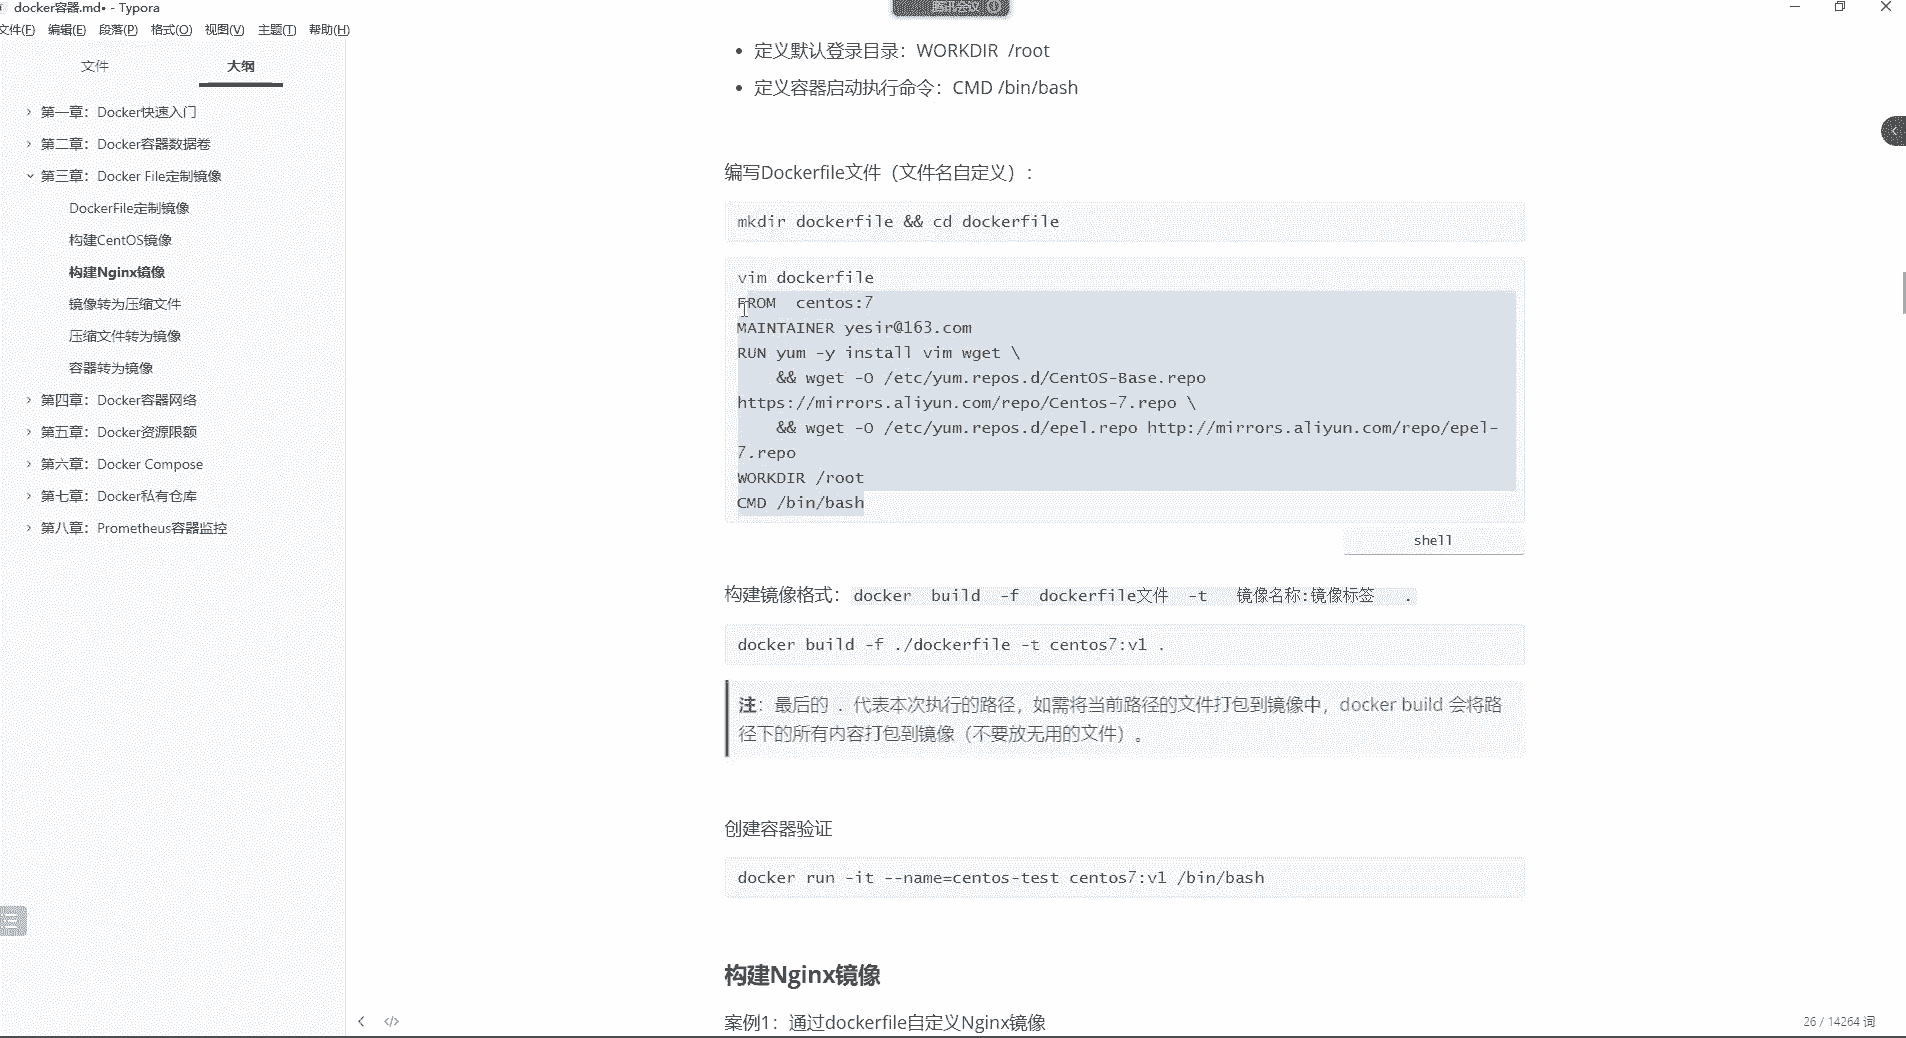 docker容器.md• - Typora
腾讯会议
文件(F) 编辑(E) 段落(P) 格式(O) 视图(V) 主题(T) 帮助(H)
文件 大纲
第一章：Docker快速入门
第二章：Docker容器数据卷
第三章：Docker File定制镜像
DockerFile定制镜像
构建CentOS镜像
构建Nginx镜像
镜像转为压缩文件
压缩文件转为镜像
容器转为镜像
第四章：Docker容器网络
第五章：Docker资源限额
第六章：Docker Compose
第七章：Docker私有仓库
第八章：Prometheus容器监控
定义默认登录目录：WORKDIR /root
定义容器启动执行命令：CMD /bin/bash
编写Dockerfile文件（文件名自定义）：
mkdir dockerfile && cd dockerfile
vim dockerfile
FROM  centos:7
MAINTAINER yesir@163.com
RUN yum -y install vim wget \
    && wget -O /etc/yum.repos.d/CentOS-Base.repo
https://mirrors.aliyun.com/repo/Centos-7.repo \
    && wget -O /etc/yum.repos.d/epel.repo http://mirrors.aliyun.com/repo/epel-
7.repo
WORKDIR /root
CMD /bin/bash
shell
构建镜像格式：docker  build  -f  dockerfile文件  -t   镜像名称:镜像标签   .
docker build -f ./dockerfile -t centos7:v1 .
注：最后的 . 代表本次执行的路径，如需将当前路径的文件打包到镜像中，docker build 会将路
径下的所有内容打包到镜像（不要放无用的文件）。
创建容器验证
docker run -it --name=centos-test centos7:v1 /bin/bash
构建Nginx镜像
案例1：通过dockerfile自定义Nginx镜像
26 / 14264 词